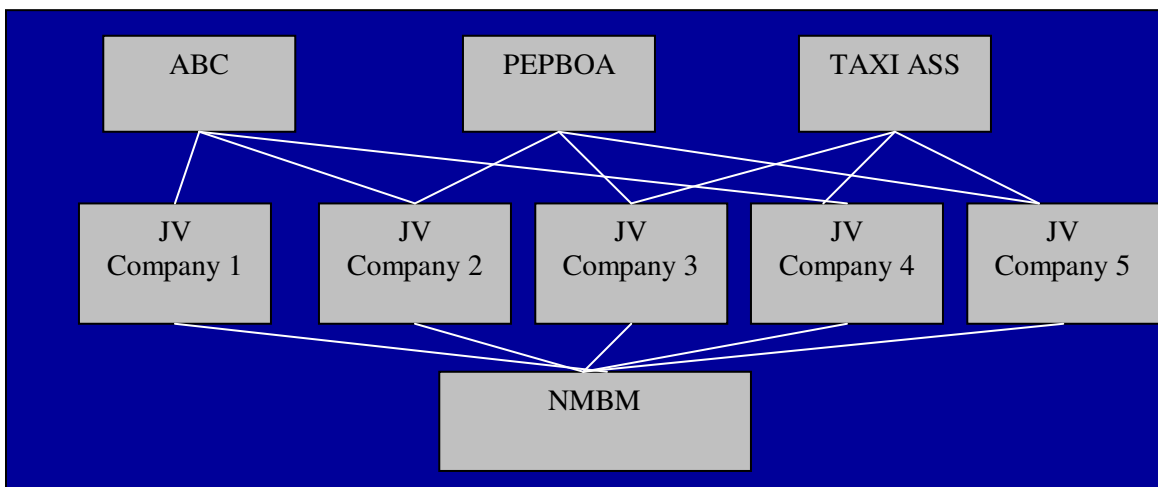 ABC
PEPBOA
TAXI ASS
JV
Company 1
JV
Company 2
JV
Company 3
JV
Company 4
JV
Company 5
NMBM